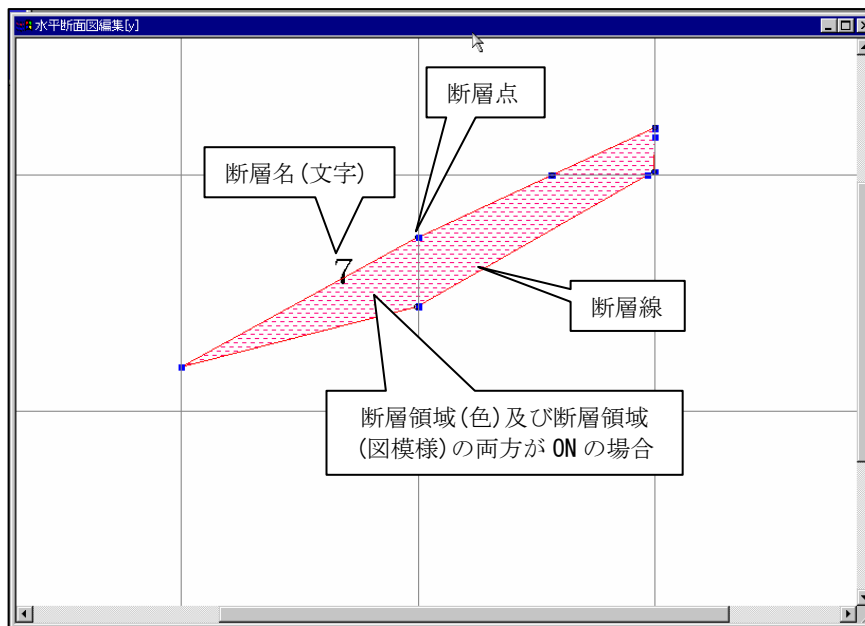 水平断面図編集[y]
断層点
断層名(文字)
7
断層線
断層領域(色)及び断層領域
(図模様)の両方が ON の場合